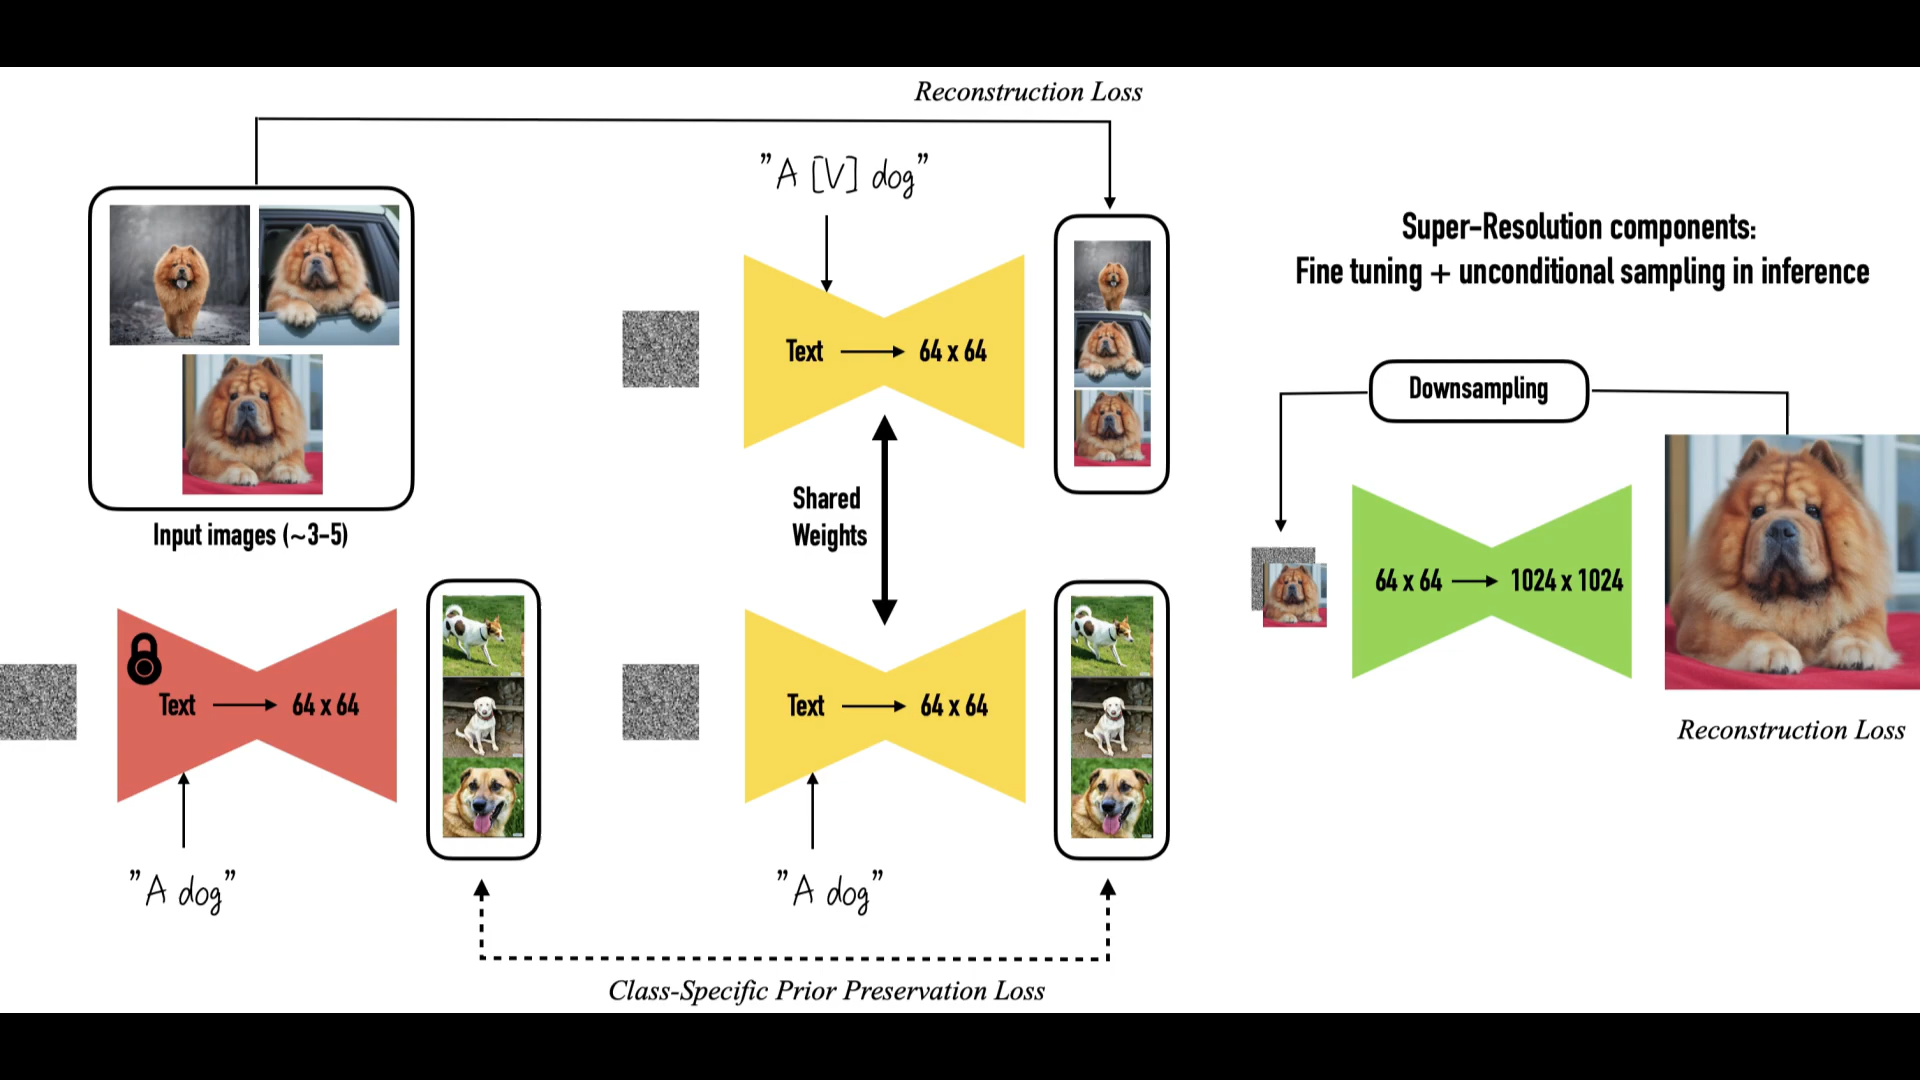 Reconstruction Loss
”A [V] dog”
Super-Resolution components:
Fine tuning + unconditional sampling in inference
Text 64 x 64
Downsampling
Shared
Weights
Input images (~3-5)
64 x 64 1024 x 1024
Text 64 x 64
Text 64 x 64
Reconstruction Loss
”A dog”
”A dog”
Class-Specific Prior Preservation Loss